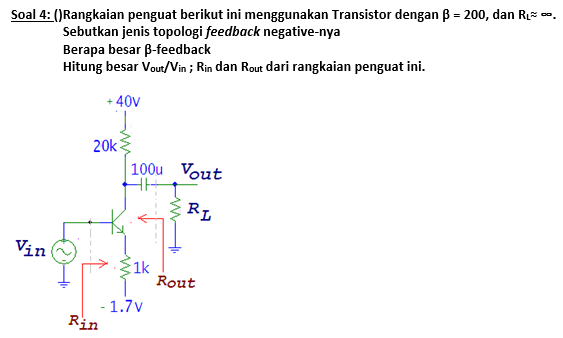 Soal 4: ()Rangkaian penguat berikut ini menggunakan Transistor dengan β = 200, dan RL≈ ∞.
Sebutkan jenis topologi feedback negative-nya
Berapa besar β-feedback
Hitung besar Vout/Vin ; Rin dan Rout dari rangkaian penguat ini.
+ 40V
20k
100u Vout
RL
Vin
1k
Rout
- 1.7V
Rin